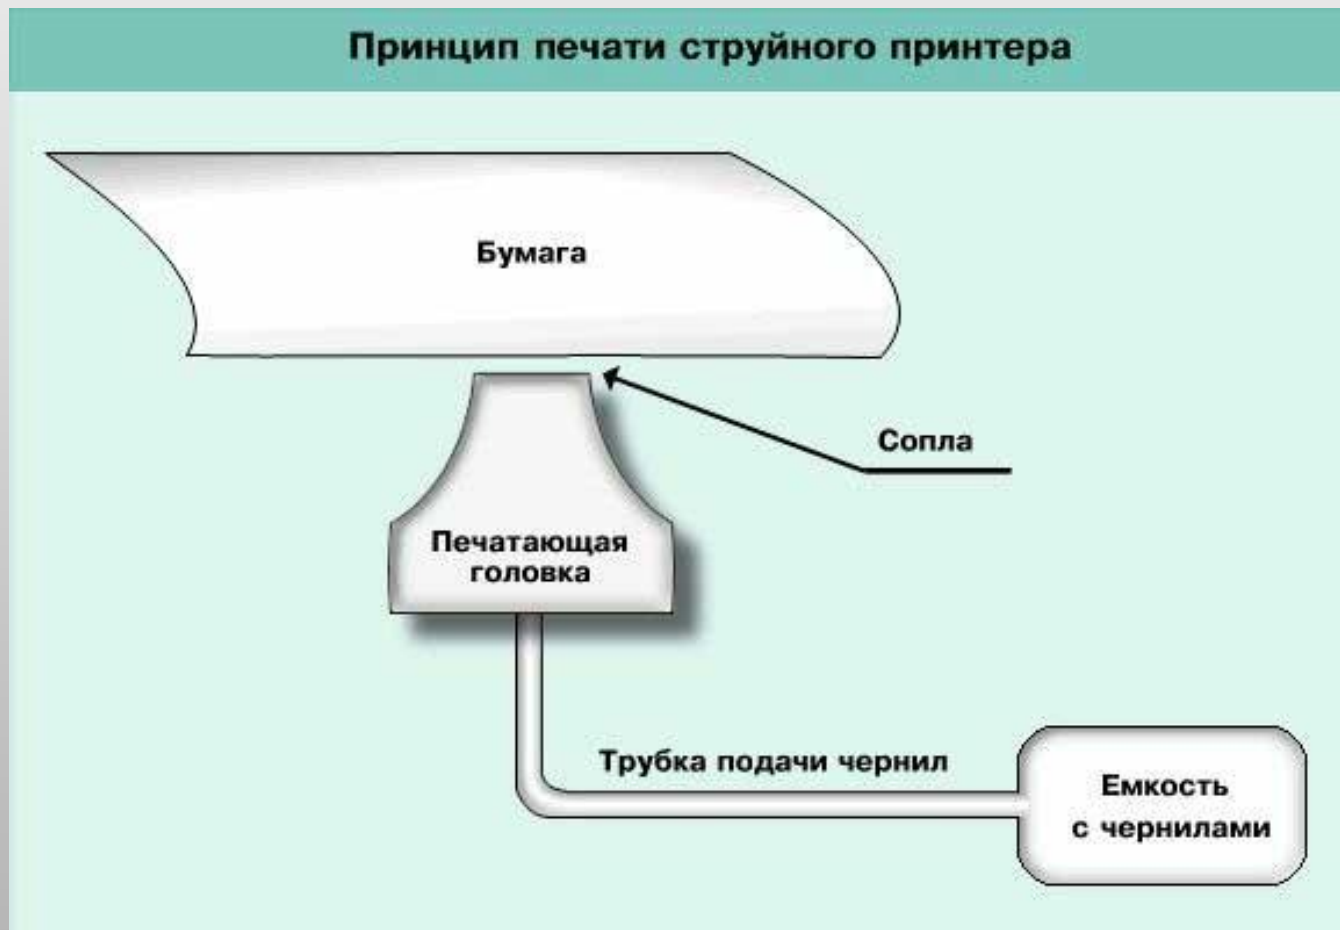 Принцип печати струйного принтера
Бумага
Сопла
Печатающая
головка
Трубка подачи чернил
Емкость
с чернилами